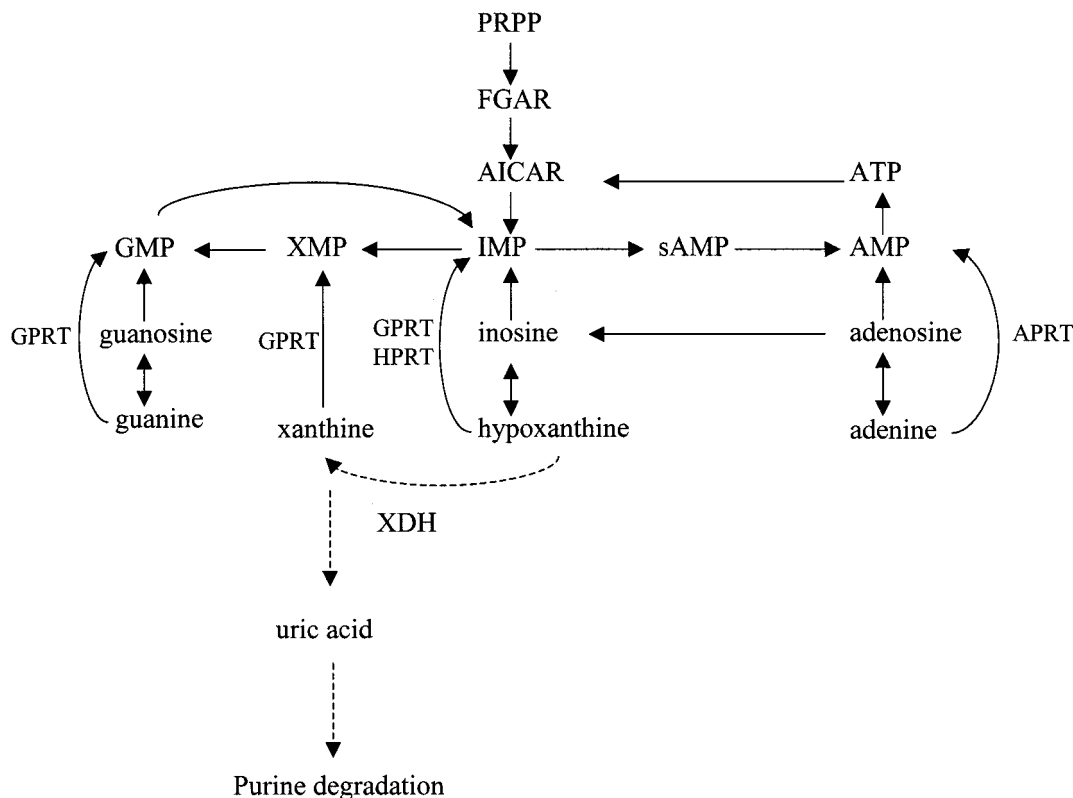 PRPP
FGAR
AICAR
ATP
GMP
XMP
IMP
sAMP
AMP
GPRT
guanosine
GPRT
GPRT
HPRT
inosine
adenosine
APRT
guanine
xanthine
hypoxanthine
adenine
XDH
uric acid
Purine degradation